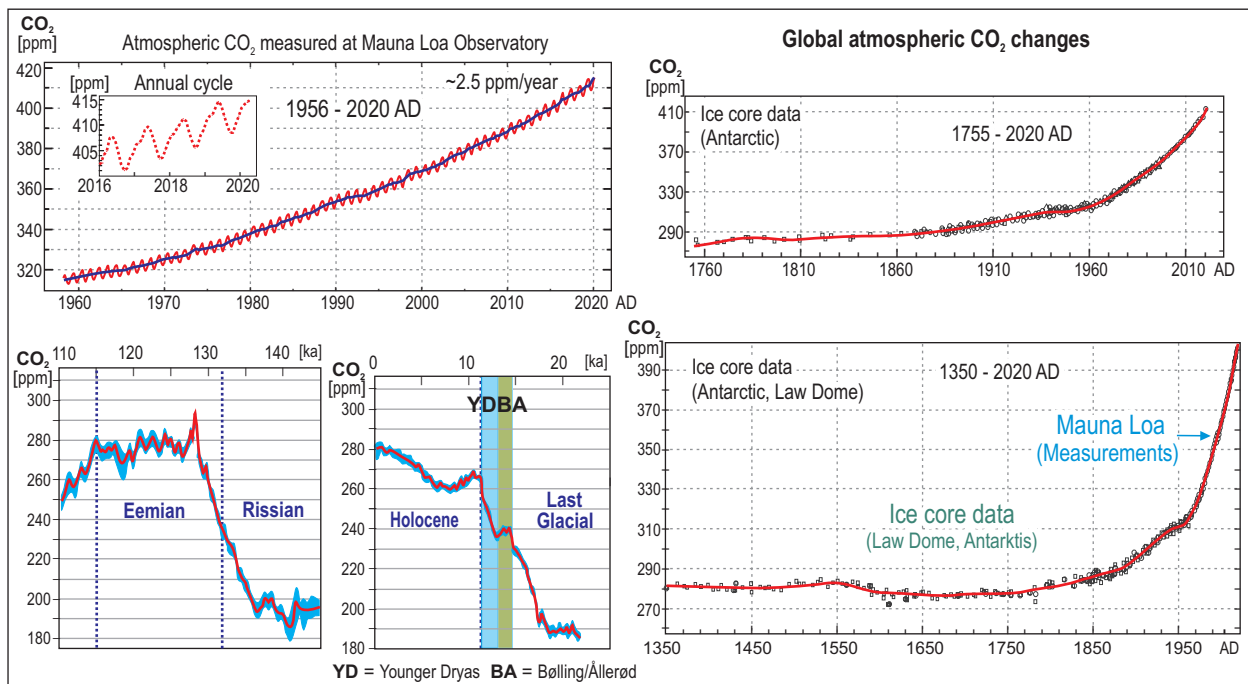 CO₂
[ppm]
Atmospheric CO₂ measured at Mauna Loa Observatory
420
400
380
360
340
320
[ppm]
Annual cycle
415
410
405
2016
2018
2020
1956 - 2020 AD
~2.5 ppm/year
1960
1970
1980
1990
2000
2010
2020
AD
Global atmospheric CO₂ changes
CO₂
[ppm]
410
370
330
290
Ice core data
(Antarctic)
1755 - 2020 AD
1760
1810
1860
1910
1960
2010
AD
CO₂
[ppm]
110
120
130
140
[ka]
300
280
260
240
220
200
180
Eemian
Rissian
CO₂
[ppm]
0
10
20
[ka]
300
280
260
240
220
200
180
YDBA
Holocene
Last
Glacial
YD = Younger Dryas BA = Bølling/Ållerød
CO₂
[ppm]
390
370
350
330
310
290
270
Ice core data
(Antarctic, Law Dome)
1350 - 2020 AD
Mauna Loa
(Measurements)
Ice core data
(Law Dome, Antarktis)
1350
1450
1550
1650
1750
1850
1950
AD